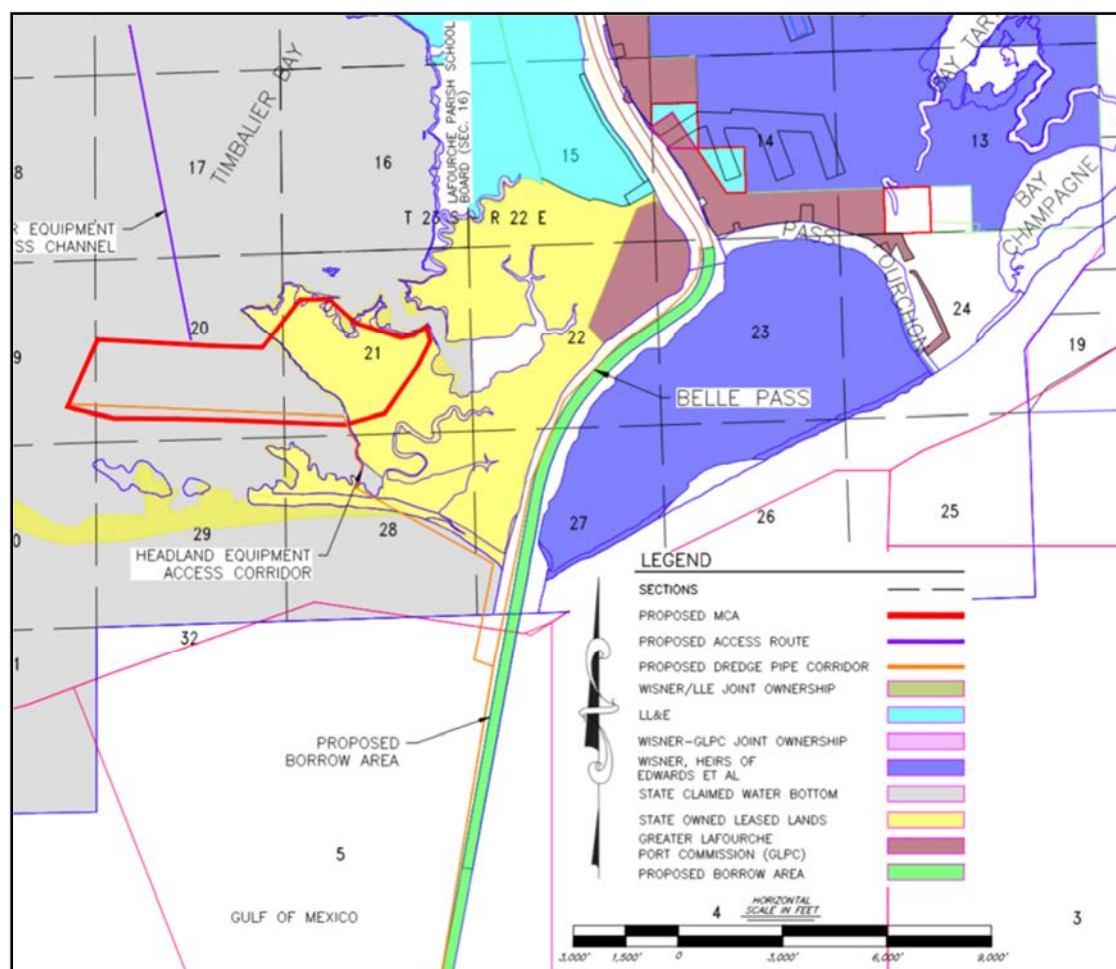 BAY TAR
LAFOURCHE PARISH SCHOOL
BOARD (SEC. 16)
TIMBALIER BAY
8
17
16
15
14
13
BAY
CHAMPAGNE
T 23 S R 22 E
R EQUIPMENT
SS CHANNEL
PASS
FOURCHON
20
21
22
23
24
19
9
BELLE PASS
29
28
27
26
25
0
HEADLAND EQUIPMENT
ACCESS CORRIDOR
LEGEND
SECTIONS
PROPOSED MCA
PROPOSED ACCESS ROUTE
PROPOSED DREDGE PIPE CORRIDOR
WISNER/LLE JOINT OWNERSHIP
LL&E
WISNER-GLPC JOINT OWNERSHIP
WISNER, HEIRS OF
EDWARDS ET AL
STATE CLAIMED WATER BOTTOM
STATE OWNED LEASED LANDS
GREATER LAFOURCHE
PORT COMMISSION (GLPC)
PROPOSED BORROW AREA
32
1
PROPOSED
BORROW AREA
5
4
3
GULF OF MEXICO
HORIZONTAL
SCALE IN FEET
3,000' 1,500' 0 3,000' 6,000' 9,000'